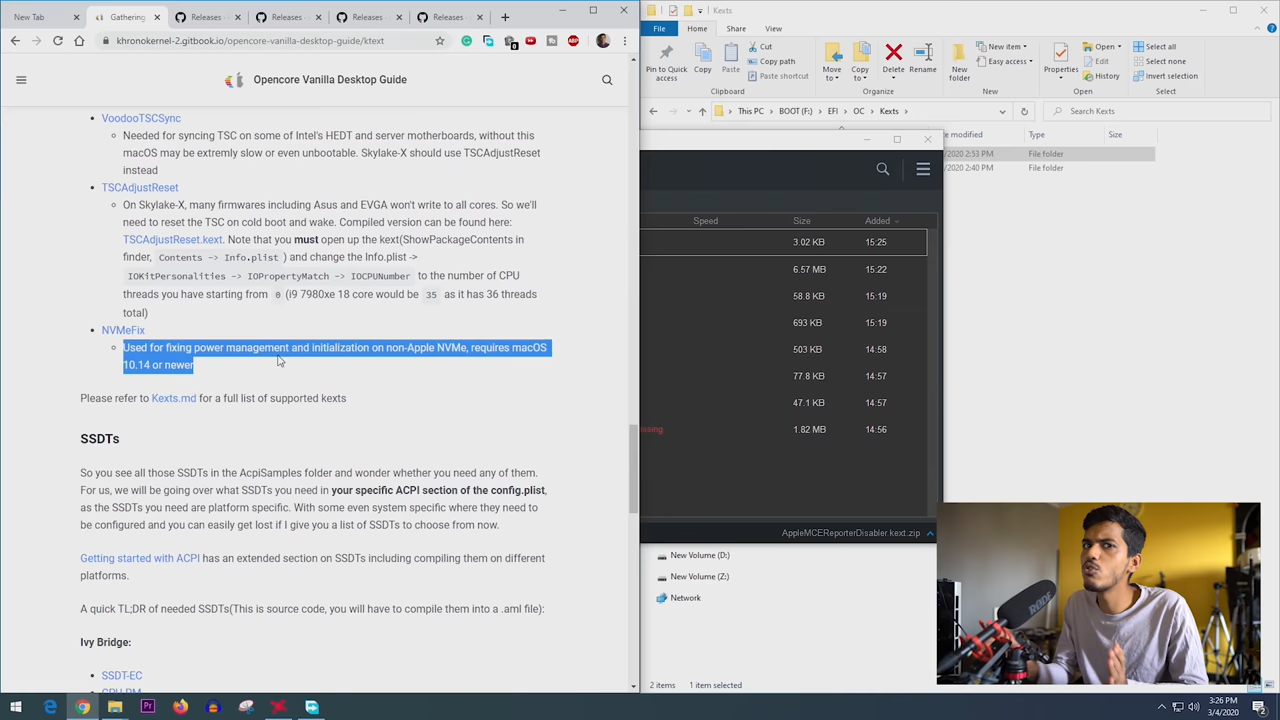 New Tab
Gathering
Releases
Releases
Releases
Releases
khronokernel-2.gitbook.io/opencore-vanilla-desktop-guide/ktext
Opencore Vanilla Desktop Guide
VoodooTSCSync
Needed for syncing TSC on some of Intel's HEDT and server motherboards, without this
macOS may be extremly slow or even unbootable. Skylake-X should use TSCAdjustReset
instead
TSCAdjustReset
On Skylake-X, many firmwares including Asus and EVGA won't write to all cores. So we'll
need to reset the TSC on cold boot and wake. Compiled version can be found here:
TSCAdjustReset.kext. Note that you must open up the kext(ShowPackageContents in
finder, Contents -> Info.plist ) and change the Info.plist ->
IOKitPersonalities -> IOPropertyMatch -> IOCPUNumber to the number of CPU
threads you have starting from 0 (i9 7980xe 18 core would be 35 as it has 36 threads
total)
NVMeFix
Used for fixing power management and initialization on non-Apple NVMe, requires macOS
10.14 or newer
Please refer to Kexts.md for a full list of supported kexts
SSDTs
So you see all those SSDTs in the AcpiSamples folder and wonder whether you need any of them.
For us, we will be going over what SSDTs you need in your specific ACPI section of the config.plist,
as the SSDTs you need are platform specific. With some even system specific where they need to
be configured and you can easily get lost if I give you a list of SSDTs to choose from now.
Getting started with ACPI has an extended section on SSDTs including compiling them on different
platforms.
A quick TL;DR of needed SSDTs(This is source code, you will have to compile them into a .aml file):
Ivy Bridge:
SSDT-EC
CPU-PM
Kexts
File Home Share View
Pin to Quick
access
Copy
Paste
Cut
Copy path
Paste shortcut
Clipboard
Move
to
Copy
to
Delete
Rename
Organize
New
folder
New item
Easy access
New
Properties
Open
Edit
History
Open
Select all
Select none
Invert selection
Select
This PC BOOT (F:) EFI OC Kexts
Search Kexts
Type Size
/2020 2:53 PM File folder
/2020 2:40 PM File folder
Speed Size Added
3.02 KB 15:25
6.57 MB 15:22
58.8 KB 15:19
693 KB 15:19
503 KB 14:58
77.8 KB 14:57
47.1 KB 14:57
1.82 MB 14:56
AppleMCEReporterDisabler.kext.zip
New Volume (D:)
New Volume (Z:)
Network
2 items 1 item selected
RODE
3:26 PM
3/4/2020